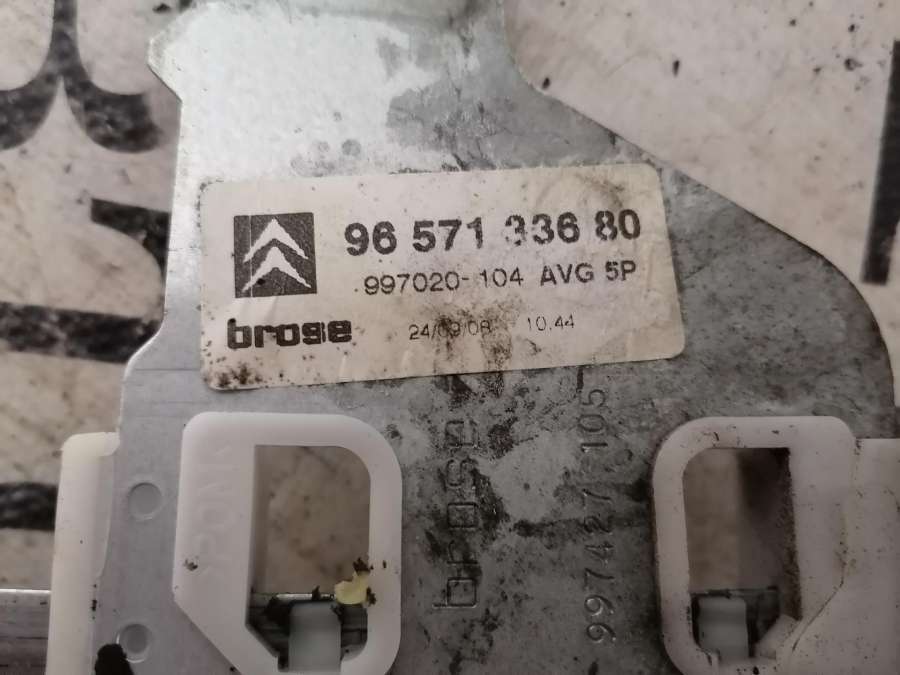 96 571 336 80
997020-104 AVG 5P
brose
24/09/08 10.44
brose
997427 105